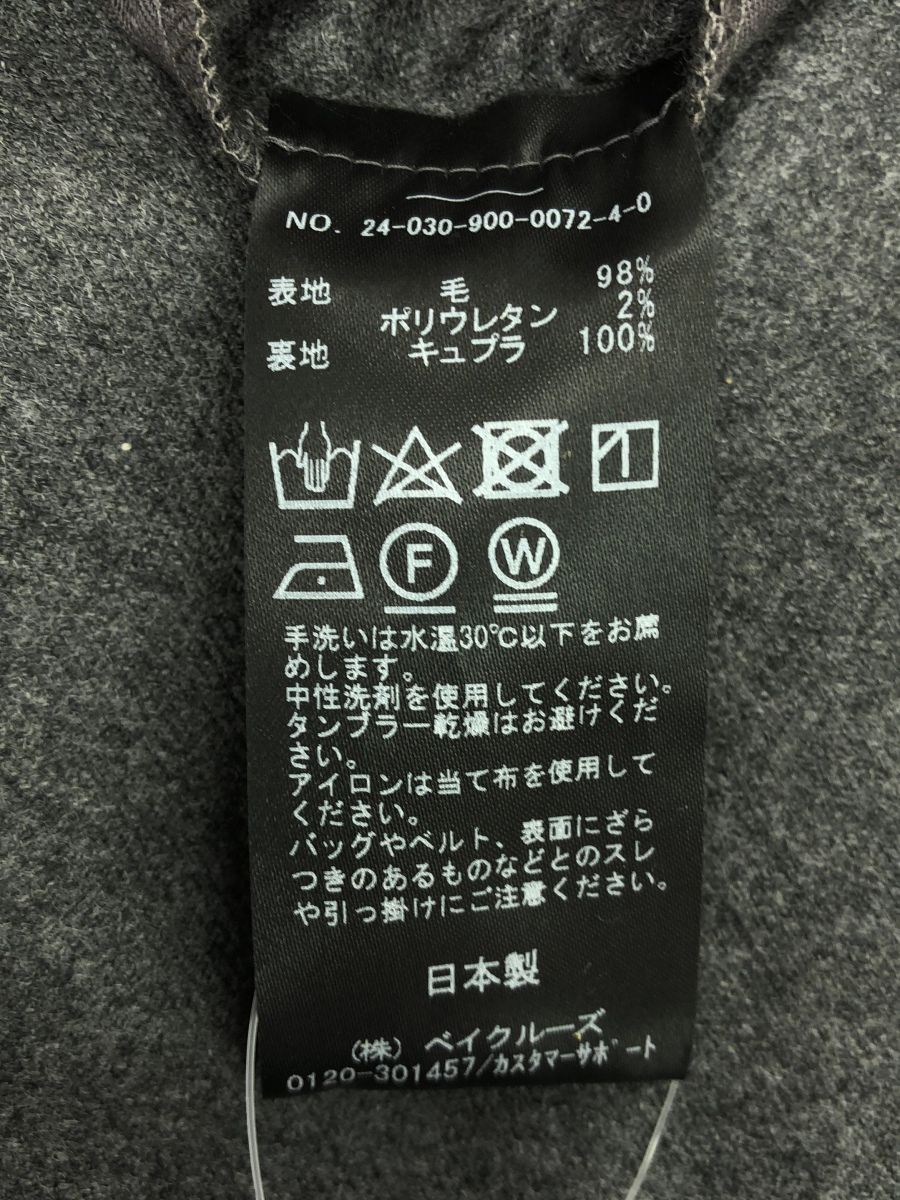 NO. 24-030-900-0072-4-0
表地 毛 98%
ポリウレタン 2%
裏地 キュプラ 100%
F W
手洗いは水温30℃以下をお薦
めします。
中性洗剤を使用してください。
タンブラー乾燥はお避けくだ
さい。
アイロンは当て布を使用して
ください。
バッグやベルト、表面にざら
つきのあるものなどとのスレ
や引っ掛けにご注意ください。
日本製
(株) ベイクルーズ
0120-301457/カスタマーサポート